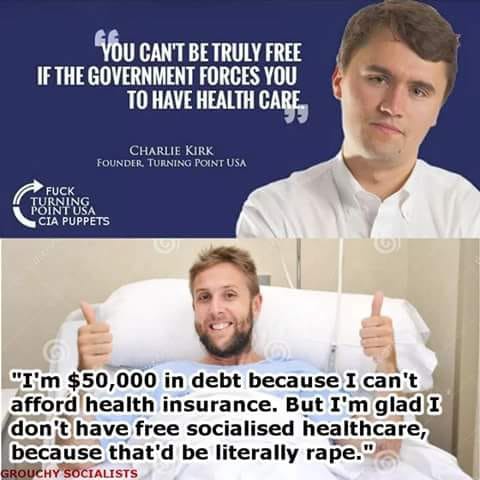 “YOU CAN'T BE TRULY FREE
IF THE GOVERNMENT FORCES YOU
TO HAVE HEALTH CARE.”
CHARLIE KIRK
FOUNDER, TURNING POINT USA
FUCK
TURNING
POINT USA
CIA PUPPETS
"I'm $50,000 in debt because I can't
afford health insurance. But I'm glad I
don't have free socialised healthcare,
because that'd be literally rape."
GROUCHY SOCIALISTS